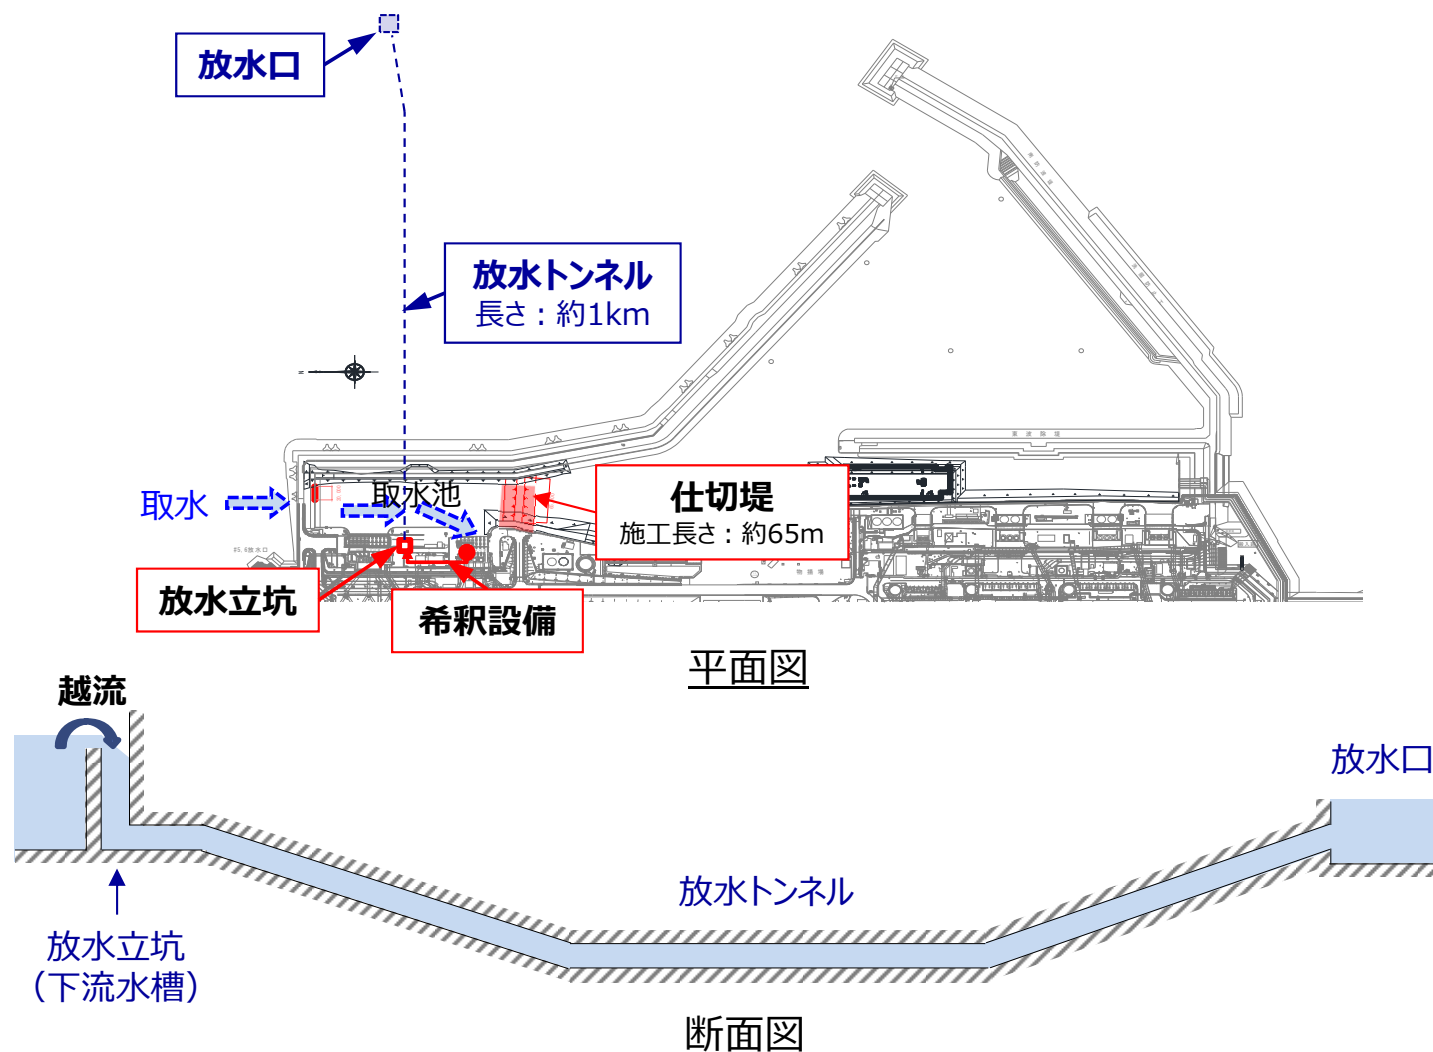 放水口
放水トンネル
長さ：約1km
取水
取水池
仕切堤
施工長さ：約65m
放水立坑
希釈設備
平面図
越流
放水口
放水トンネル
放水立坑
（下流水槽）
断面図